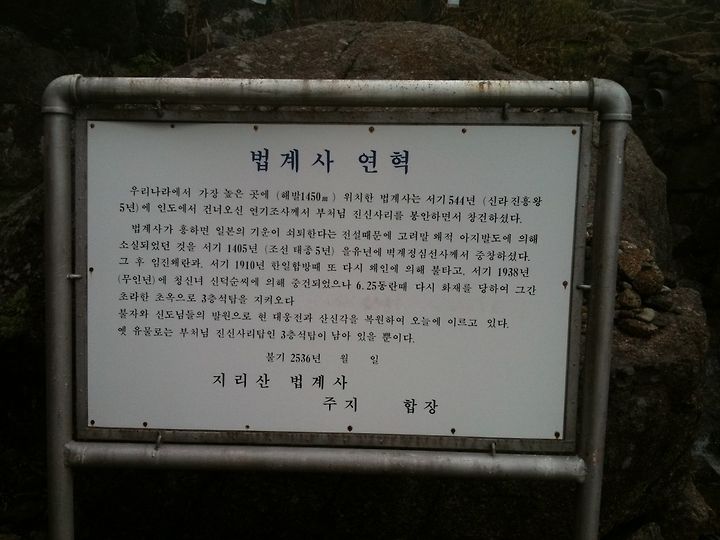 법계사 연혁
우리나라에서 가장 높은 곳에 (해발1450m) 위치한 법계사는 서기 544년 (신라 진흥왕
5년)에 인도에서 건너오신 연기조사께서 부처님 진신사리를 봉안하면서 창건하셨다.
법계사가 흥하면 일본의 기운이 쇠퇴한다는 전설때문에 고려말 왜적 아지발도에 의해
소실되었던 것을 서기 1405년 (조선 태종 5년) 을유년에 벽계정심선사께서 중창하셨다.
그 후 임진왜란과, 서기 1910년 한일합방때 또 다시 왜인에 의해 불타고, 서기 1938년
(무인년)에 청신녀 신덕순씨에 의해 중건되었으나 6.25동란때 다시 화재를 당하여 그간
초라한 초옥으로 3층석탑을 지켜오다
불자와 신도님들의 발원으로 현 대웅전과 산신각을 복원하여 오늘에 이르고 있다.
옛 유물로는 부처님 진신사리탑인 3층석탑이 남아 있을 뿐이다.
불기 2536년 월 일
지리산 법계사
주지 합장